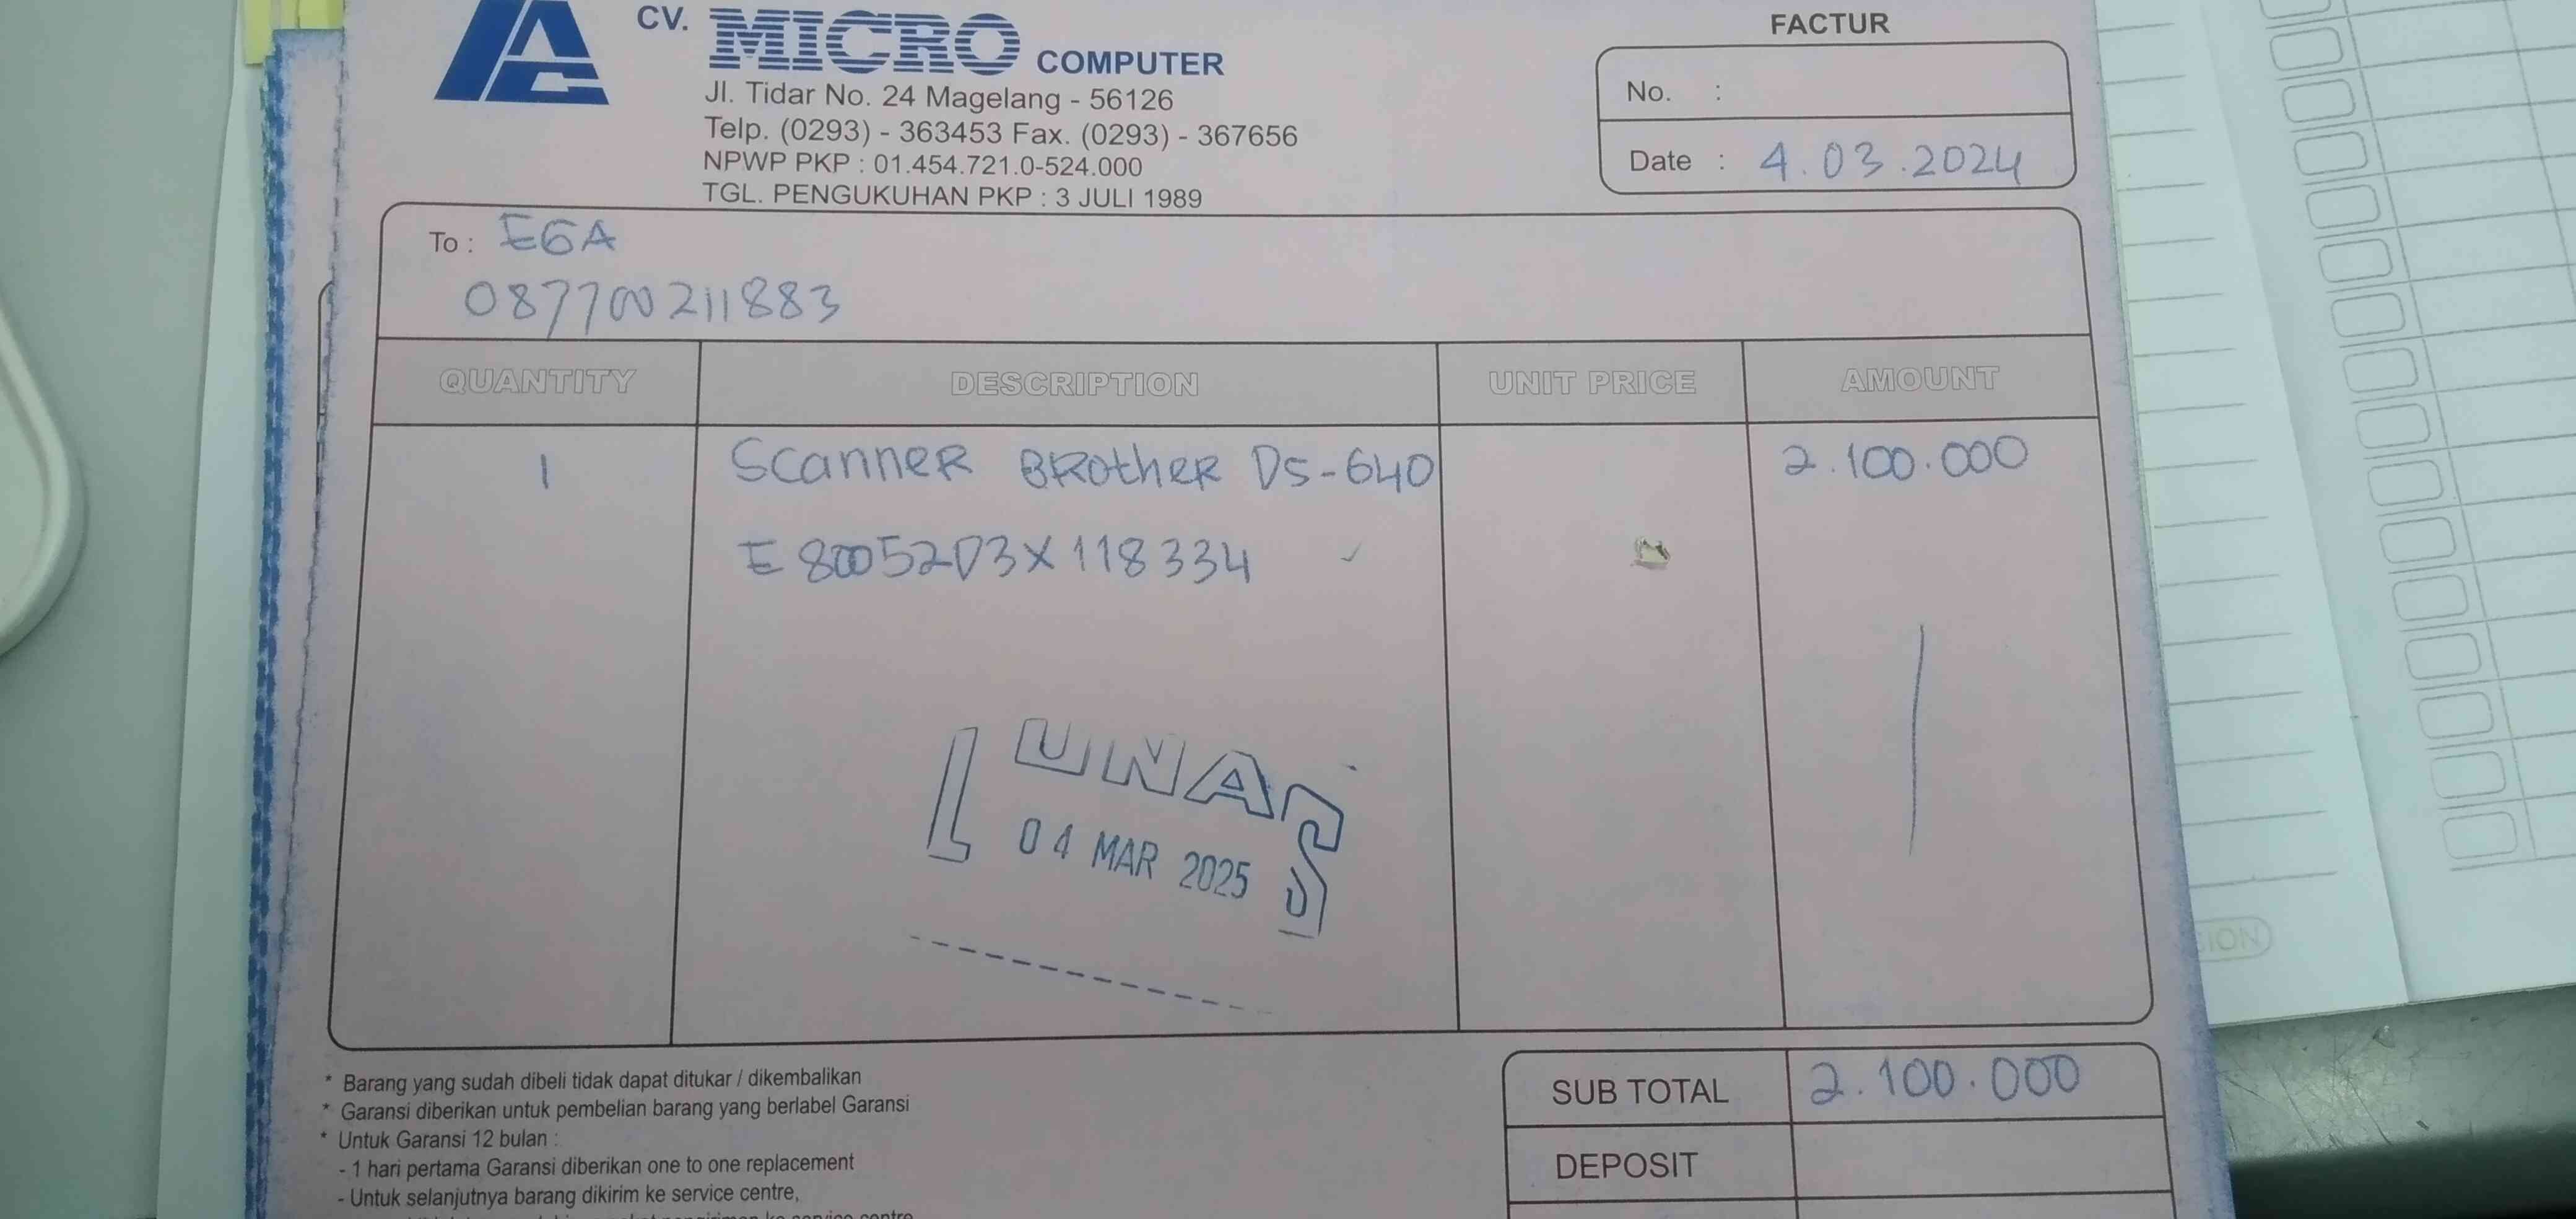 CV. MICRO COMPUTER
Jl. Tidar No. 24 Magelang - 56126
Telp. (0293) - 363453 Fax. (0293) - 367656
NPWP PKP : 01.454.721.0-524.000
TGL. PENGUKUHAN PKP : 3 JULI 1989
FACTUR
No. :
Date : 4.03.2024
To : EGA
087700211883
QUANTITY DESCRIPTION UNIT PRICE AMOUNT
1 Scanner Brother DS-640 2.100.000
E80052D3X118334
LUNAS
04 MAR 2025
* Barang yang sudah dibeli tidak dapat ditukar / dikembalikan
* Garansi diberikan untuk pembelian barang yang berlabel Garansi
* Untuk Garansi 12 bulan :
- 1 hari pertama Garansi diberikan one to one replacement
- Untuk selanjutnya barang dikirim ke service centre,
SUB TOTAL 2.100.000
DEPOSIT